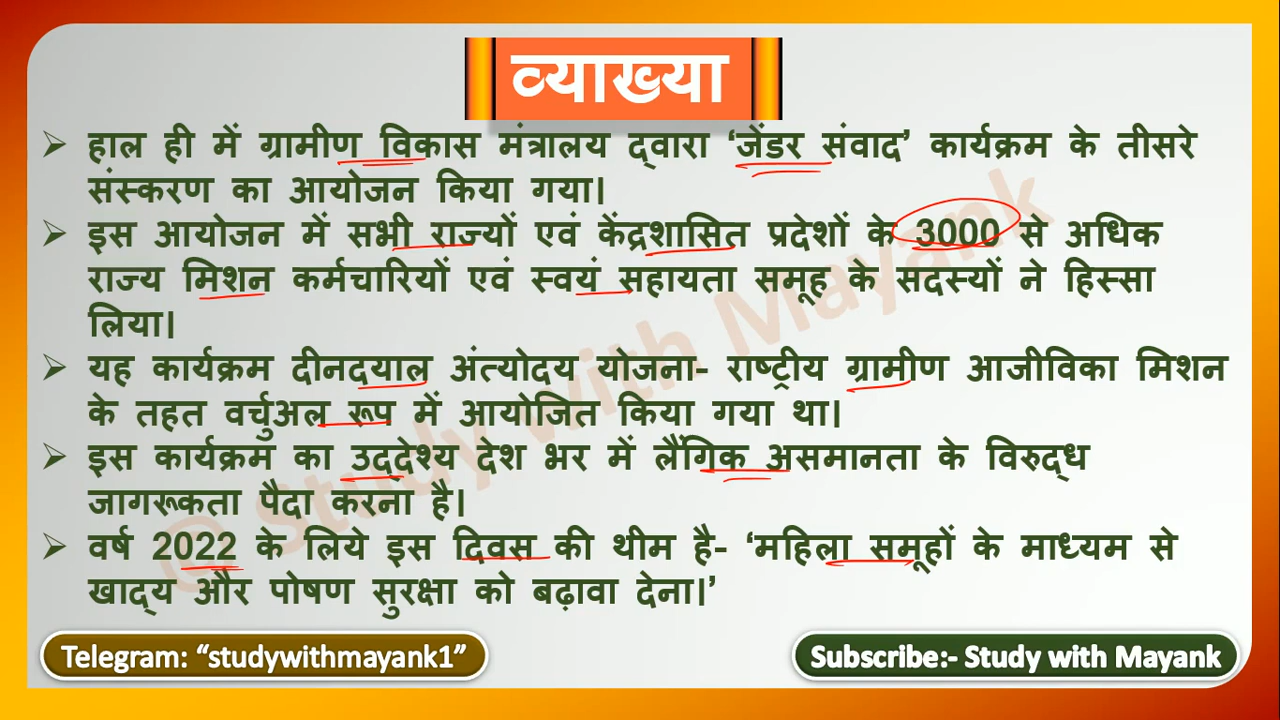 व्याख्या
➢ हाल ही में ग्रामीण विकास मंत्रालय द्वारा ‘जेंडर संवाद’ कार्यक्रम के तीसरे
संस्करण का आयोजन किया गया।
➢ इस आयोजन में सभी राज्यों एवं केंद्रशासित प्रदेशों के 3000 से अधिक
राज्य मिशन कर्मचारियों एवं स्वयं सहायता समूह के सदस्यों ने हिस्सा
लिया।
➢ यह कार्यक्रम दीनदयाल अंत्योदय योजना- राष्ट्रीय ग्रामीण आजीविका मिशन
के तहत वर्चुअल रूप में आयोजित किया गया था।
➢ इस कार्यक्रम का उद्देश्य देश भर में लैंगिक असमानता के विरुद्ध
जागरूकता पैदा करना है।
➢ वर्ष 2022 के लिये इस दिवस की थीम है- ‘महिला समूहों के माध्यम से
खाद्य और पोषण सुरक्षा को बढ़ावा देना।’
@ Study with Mayank
Telegram: “studywithmayank1”
Subscribe:- Study with Mayank